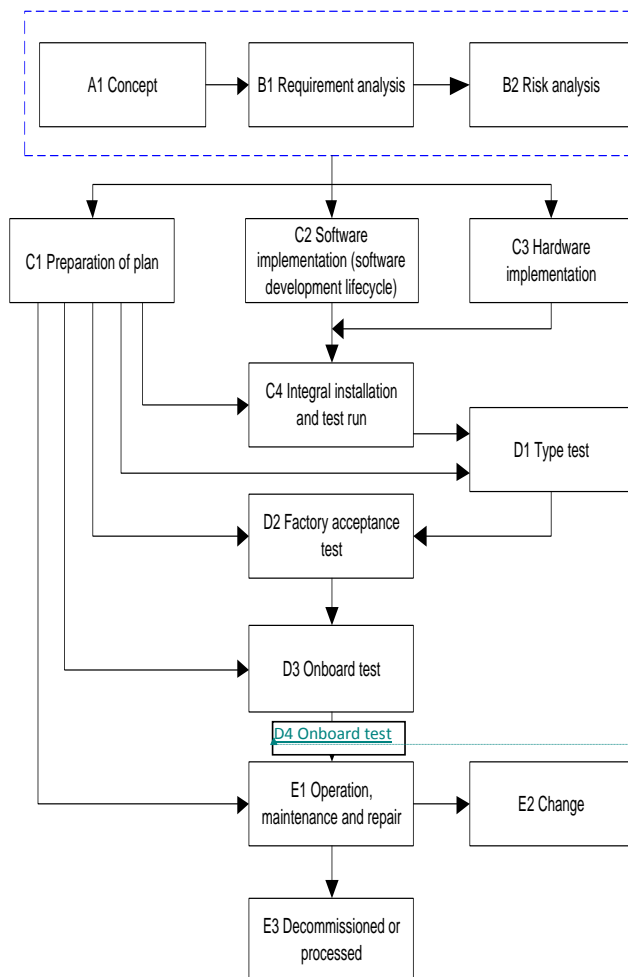 A1 Concept
B1 Requirement analysis
B2 Risk analysis
C1 Preparation of plan
C2 Software
implementation (software
development lifecycle)
C3 Hardware
implementation
C4 Integral installation
and test run
D1 Type test
D2 Factory acceptance
test
D3 Onboard test
D4 Onboard test
E1 Operation,
maintenance and repair
E2 Change
E3 Decommissioned or
processed